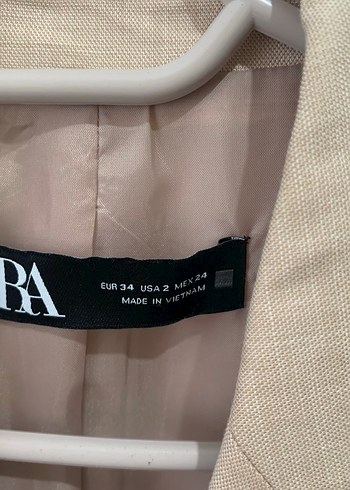 RA
EUR 34 USA 2 MEX 24
MADE IN VIETNAM